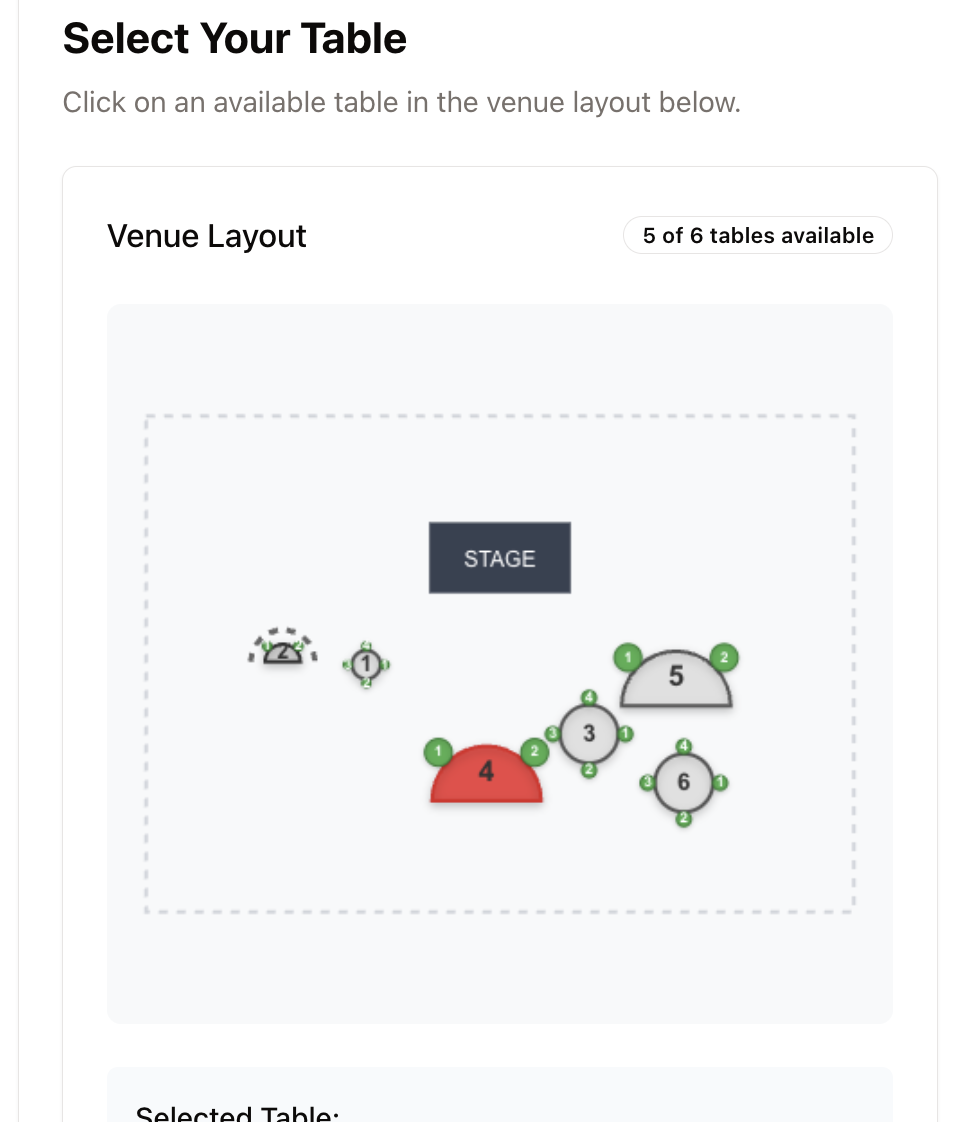 Select Your Table
Click on an available table in the venue layout below.
Venue Layout
5 of 6 tables available
STAGE
1 2
2
4
3 1 1
2
1 2
5
4
3 3 1
2
1 2
4
4
3 6 1
2
Selected Table: